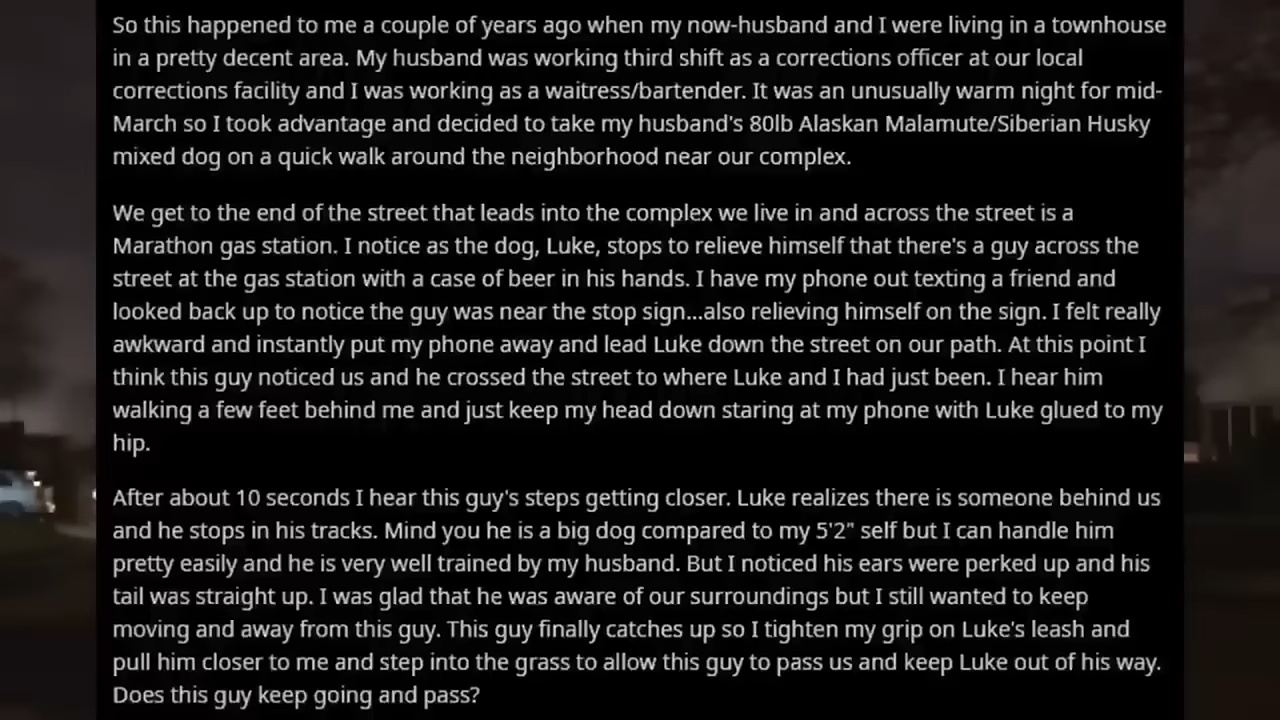 So this happened to me a couple of years ago when my now-husband and I were living in a townhouse
in a pretty decent area. My husband was working third shift as a corrections officer at our local
corrections facility and I was working as a waitress/bartender. It was an unusually warm night for mid-
March so I took advantage and decided to take my husband's 80lb Alaskan Malamute/Siberian Husky
mixed dog on a quick walk around the neighborhood near our complex.
We get to the end of the street that leads into the complex we live in and across the street is a
Marathon gas station. I notice as the dog, Luke, stops to relieve himself that there's a guy across the
street at the gas station with a case of beer in his hands. I have my phone out texting a friend and
looked back up to notice the guy was near the stop sign...also relieving himself on the sign. I felt really
awkward and instantly put my phone away and lead Luke down the street on our path. At this point I
think this guy noticed us and he crossed the street to where Luke and I had just been. I hear him
walking a few feet behind me and just keep my head down staring at my phone with Luke glued to my
hip.
After about 10 seconds I hear this guy's steps getting closer. Luke realizes there is someone behind us
and he stops in his tracks. Mind you he is a big dog compared to my 5'2" self but I can handle him
pretty easily and he is very well trained by my husband. But I noticed his ears were perked up and his
tail was straight up. I was glad that he was aware of our surroundings but I still wanted to keep
moving and away from this guy. This guy finally catches up so I tighten my grip on Luke's leash and
pull him closer to me and step into the grass to allow this guy to pass us and keep Luke out of his way.
Does this guy keep going and pass?